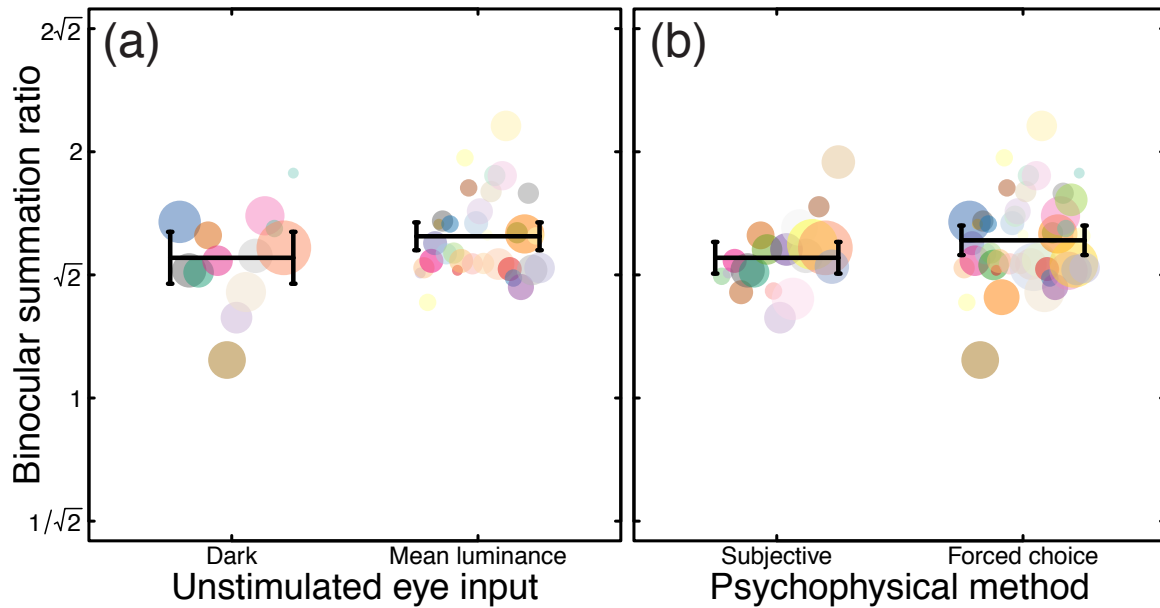 Binocular summation ratio
2√2
2
√2
1
1/√2
(a)
Dark
Mean luminance
Unstimulated eye input
(b)
Subjective
Forced choice
Psychophysical method